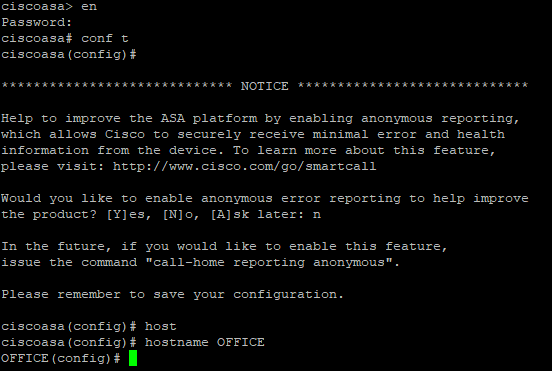 ciscoasa> en
Password:
ciscoasa# conf t
ciscoasa(config)#
***************************** NOTICE *****************************
Help to improve the ASA platform by enabling anonymous reporting,
which allows Cisco to securely receive minimal error and health
information from the device. To learn more about this feature,
please visit: http://www.cisco.com/go/smartcall
Would you like to enable anonymous error reporting to help improve
the product? [Y]es, [N]o, [A]sk later: n
In the future, if you would like to enable this feature,
issue the command "call-home reporting anonymous".
Please remember to save your configuration.
ciscoasa(config)# host
ciscoasa(config)# hostname OFFICE
OFFICE(config)#